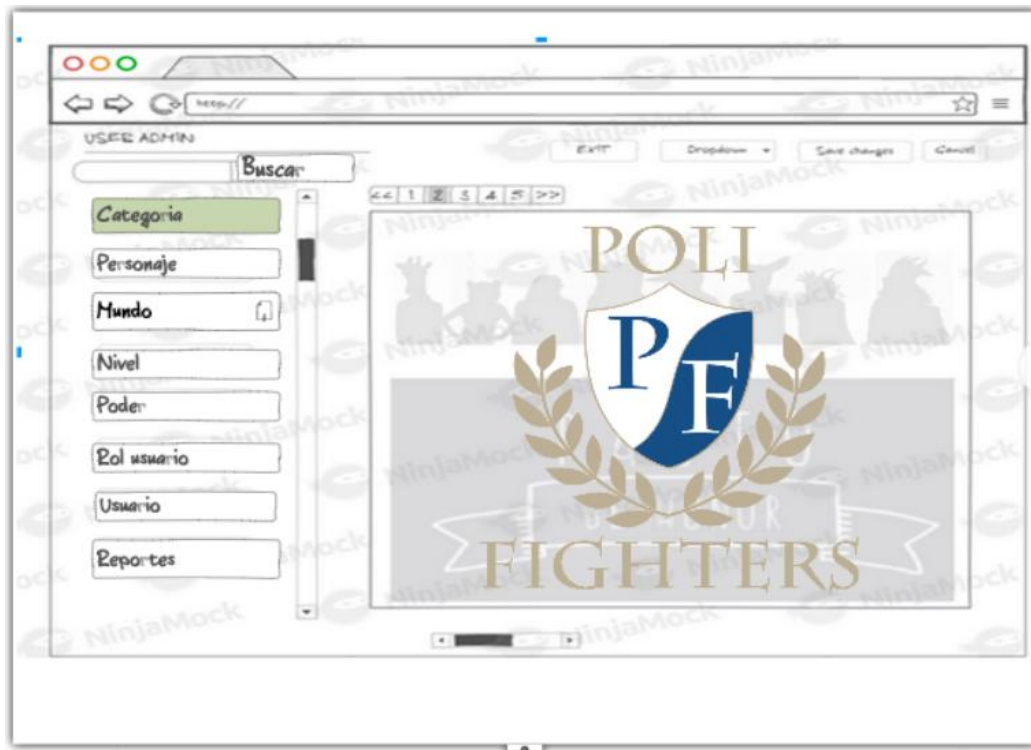 http://
USER ADMIN
Buscar
EXIT
Dropdown
Save changes
Cancel
<< 1 2 3 4 5 >>
Categoria
Personaje
Mundo
Nivel
Poder
Rol usuario
Usuario
Reportes
POLI
P F
FIGHTERS
NinjaMock